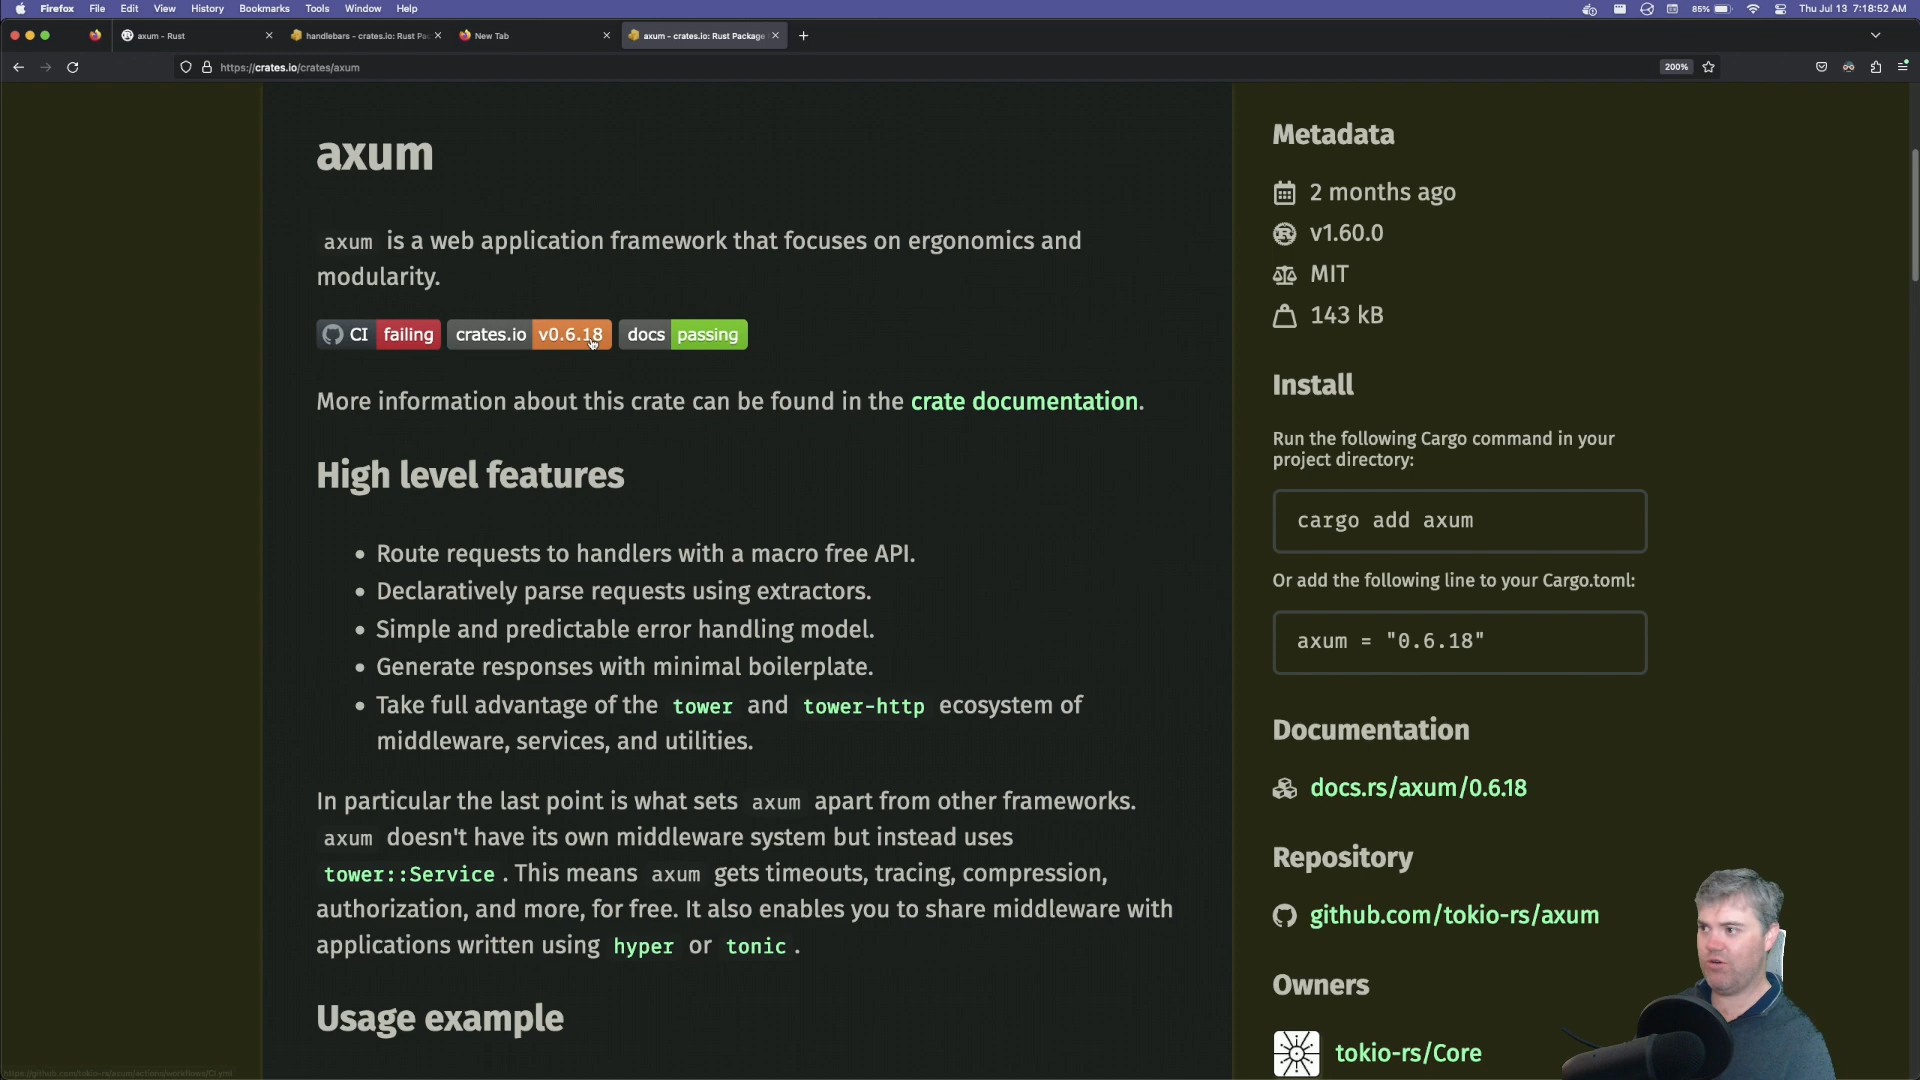 Firefox File Edit View History Bookmarks Tools Window Help
85% Thu Jul 13 7:18:52 AM
axum - Rust
handlebars - crates.io: Rust Pac
New Tab
axum - crates.io: Rust Package
https://crates.io/crates/axum
200%
axum
axum is a web application framework that focuses on ergonomics and
modularity.
CI failing crates.io v0.6.18 docs passing
More information about this crate can be found in the crate documentation.
High level features
• Route requests to handlers with a macro free API.
• Declaratively parse requests using extractors.
• Simple and predictable error handling model.
• Generate responses with minimal boilerplate.
• Take full advantage of the tower and tower-http ecosystem of
middleware, services, and utilities.
In particular the last point is what sets axum apart from other frameworks.
axum doesn't have its own middleware system but instead uses
tower::Service. This means axum gets timeouts, tracing, compression,
authorization, and more, for free. It also enables you to share middleware with
applications written using hyper or tonic.
Usage example
https://github.com/tokio-rs/axum/actions/workflows/CI.yml
Metadata
2 months ago
v1.60.0
MIT
143 kB
Install
Run the following Cargo command in your
project directory:
cargo add axum
Or add the following line to your Cargo.toml:
axum = "0.6.18"
Documentation
docs.rs/axum/0.6.18
Repository
github.com/tokio-rs/axum
Owners
tokio-rs/Core